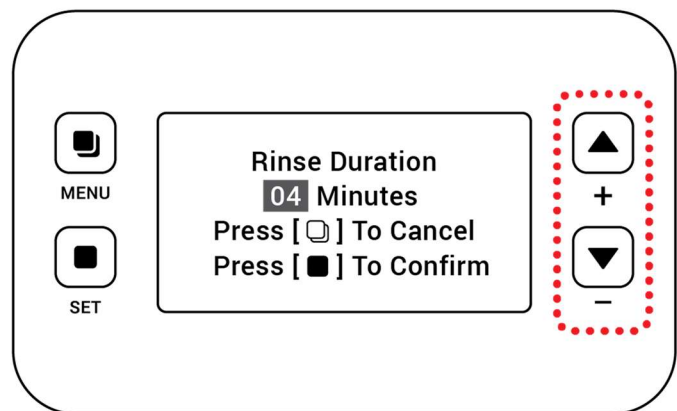 MENU
SET
Rinse Duration
04 Minutes
Press [ ] To Cancel
Press [ ] To Confirm
+
−